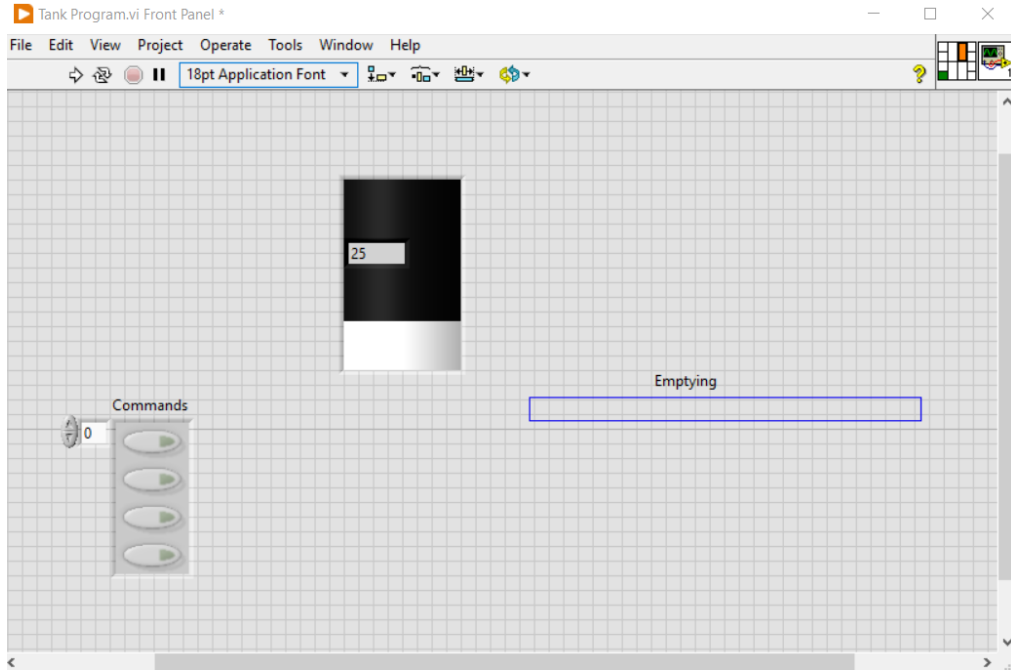 Tank Program.vi Front Panel *
File Edit View Project Operate Tools Window Help
18pt Application Font
?
1
25
Emptying
Commands
0